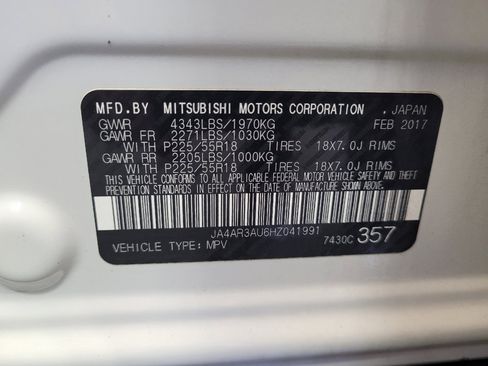 MFD.BY MITSUBISHI MOTORS CORPORATION , JAPAN
GVWR 4343LBS/1970KG FEB 2017
GAWR FR 2271LBS/1030KG
WITH P225/55R18 TIRES 18X7.0J RIMS
GAWR RR 2205LBS/1000KG
WITH P225/55R18 TIRES 18X7.0J RIMS
THIS VEHICLE CONFORMS TO ALL APPLICABLE FEDERAL MOTOR VEHICLE SAFETY AND THEFT
PREVENTION STANDARDS IN EFFECT ON THE DATE OF MANUFACTURE SHOWN ABOVE.
JA4AR3AU6HZ041991
VEHICLE TYPE:MPV 7430C 357